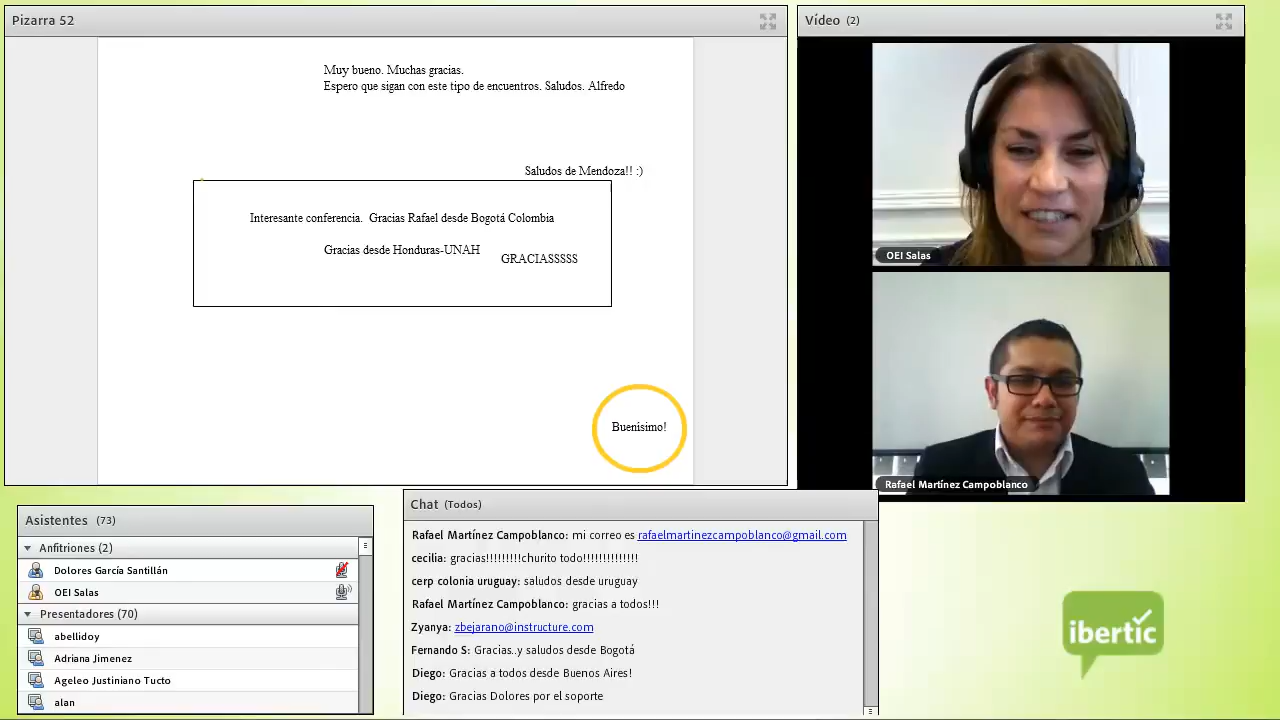 Pizarra 52
Muy bueno. Muchas gracias.
Espero que sigan con este tipo de encuentros. Saludos. Alfredo
Saludos de Mendoza!! :)
Interesante conferencia.  Gracias Rafael desde Bogotá Colombia
Gracias desde Honduras-UNAH
GRACIASSSSS
Buenísimo!
Vídeo (2)
OEI Salas
Rafael Martínez Campoblanco
Asistentes (73)
Anfitriones (2)
Dolores García Santillán
OEI Salas
Presentadores (70)
abellidoy
Adriana Jimenez
Ageleo Justiniano Tucto
alan
Chat (Todos)
Rafael Martínez Campoblanco: mi correo es rafaelmartinezcampoblanco@gmail.com
cecilia: gracias!!!!!!!!!churito todo!!!!!!!!!!!!!!
cerp colonia uruguay: saludos desde uruguay
Rafael Martínez Campoblanco: gracias a todos!!!
Zyanya: zbejarano@instructure.com
Fernando S: Gracias..y saludos desde Bogotá
Diego: Gracias a todos desde Buenos Aires!
Diego: Gracias Dolores por el soporte
ibertic